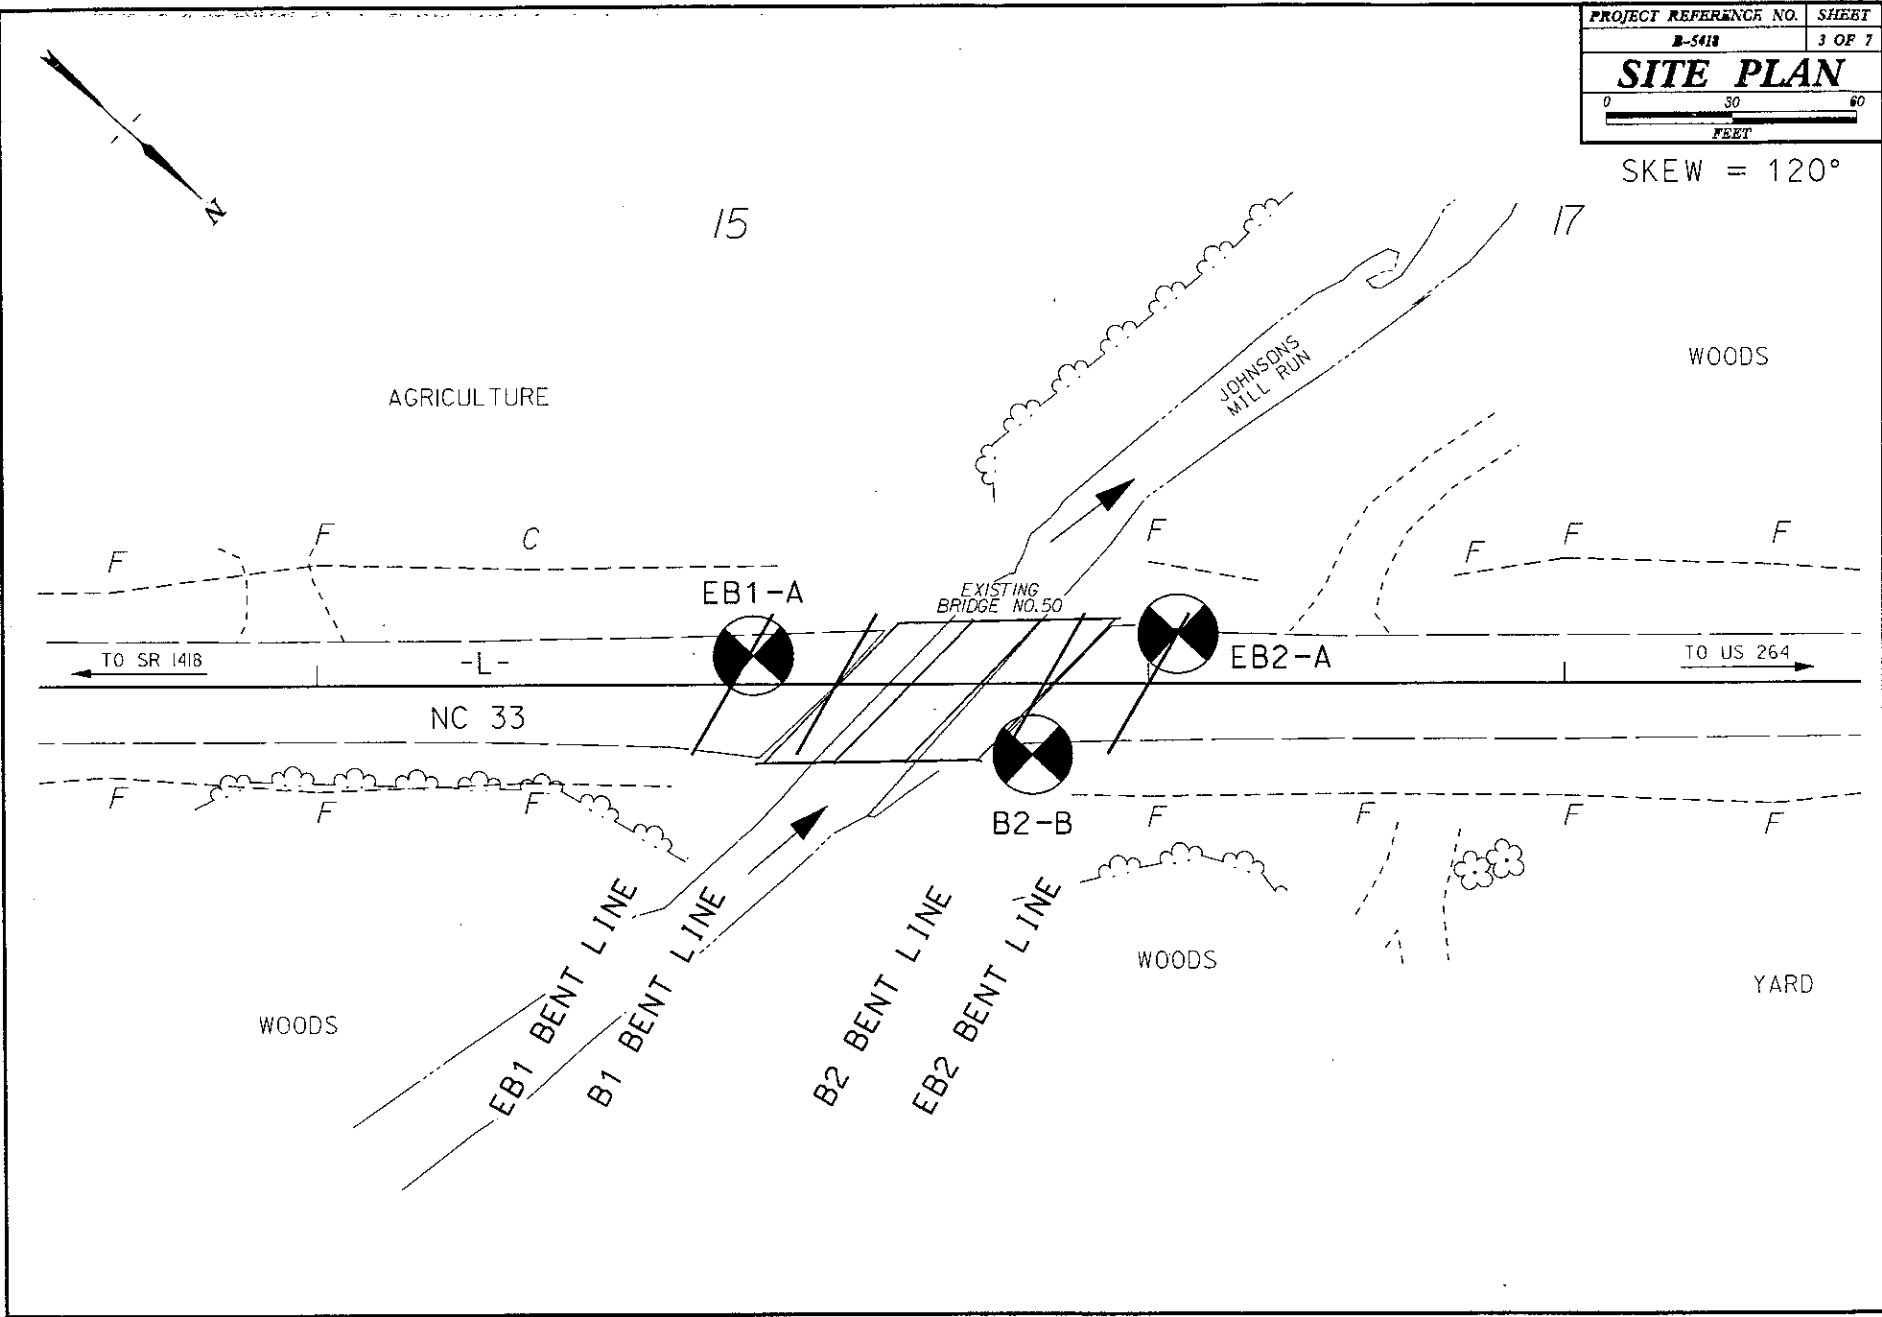 PROJECT REFERENCE NO. SHEET
B-5418 3 OF 7
SITE PLAN
0 30 60
FEET
SKEW = 120°
N
15
17
WOODS
JOHNSONS
MILL RUN
AGRICULTURE
F F C F F F F
EB1-A
EXISTING
BRIDGE NO. 50
EB2-A
TO SR 1418
-L-
TO US 264
NC 33
F F F F F F F
B2-B
EB1 BENT LINE
B1 BENT LINE
B2 BENT LINE
EB2 BENT LINE
WOODS
YARD
WOODS